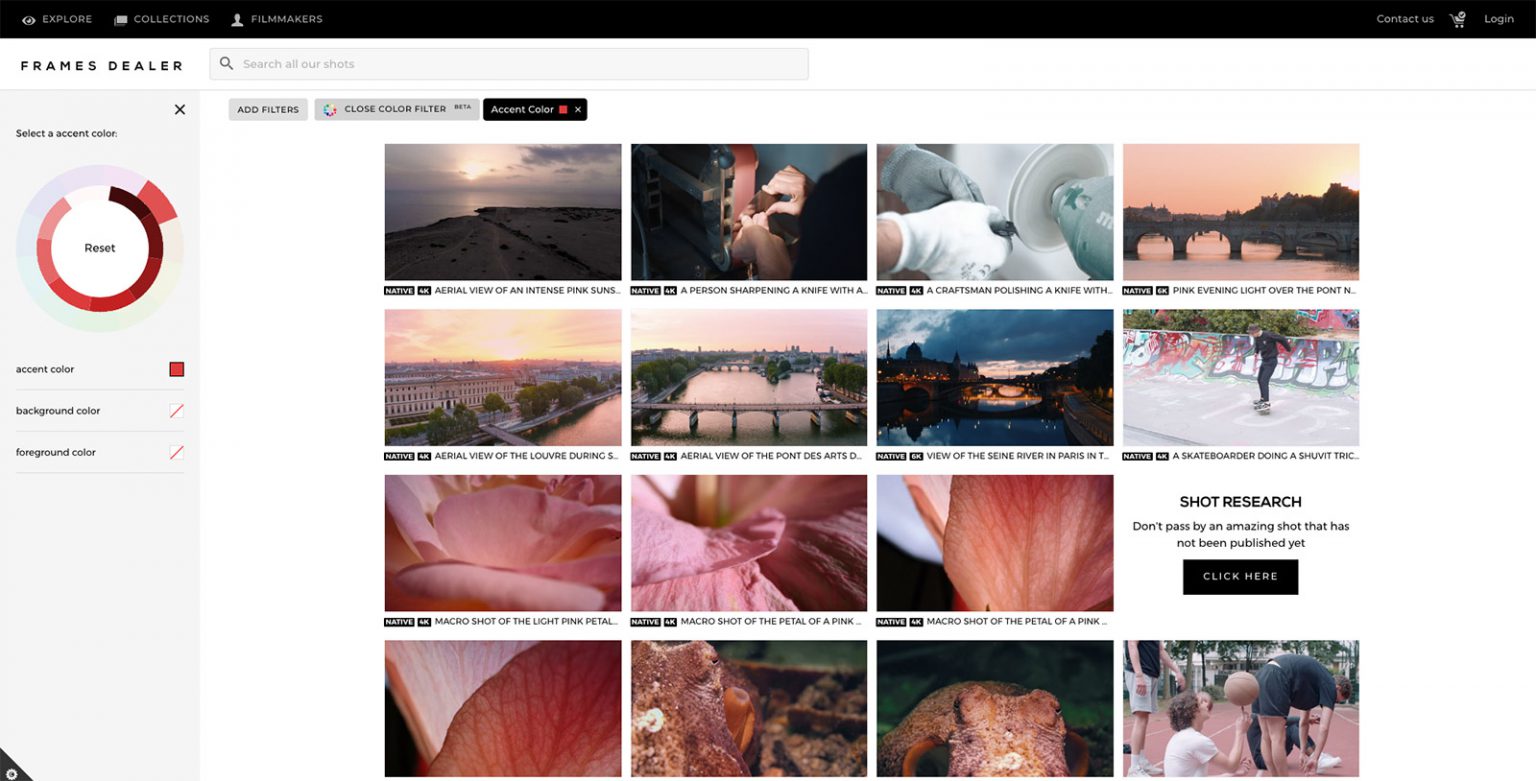 EXPLORE COLLECTIONS FILMMAKERS Contact us Login
FRAMES DEALER Search all our shots
ADD FILTERS CLOSE COLOR FILTER BETA Accent Color ×
Select a accent color:
Reset
accent color
background color
foreground color
NATIVE 4K AERIAL VIEW OF AN INTENSE PINK SUNS...
NATIVE 4K A PERSON SHARPENING A KNIFE WITH A...
NATIVE 4K A CRAFTSMAN POLISHING A KNIFE WITH...
NATIVE 6K PINK EVENING LIGHT OVER THE PONT N...
NATIVE 4K AERIAL VIEW OF THE LOUVRE DURING S...
NATIVE 4K AERIAL VIEW OF THE PONT DES ARTS D...
NATIVE 6K VIEW OF THE SEINE RIVER IN PARIS IN T...
NATIVE 4K A SKATEBOARDER DOING A SHUVIT TRIC...
NATIVE 4K MACRO SHOT OF THE LIGHT PINK PETAL...
NATIVE 4K MACRO SHOT OF THE PETAL OF A PINK ...
NATIVE 4K MACRO SHOT OF THE PETAL OF A PINK ...
SHOT RESEARCH
Don't pass by an amazing shot that has
not been published yet
CLICK HERE